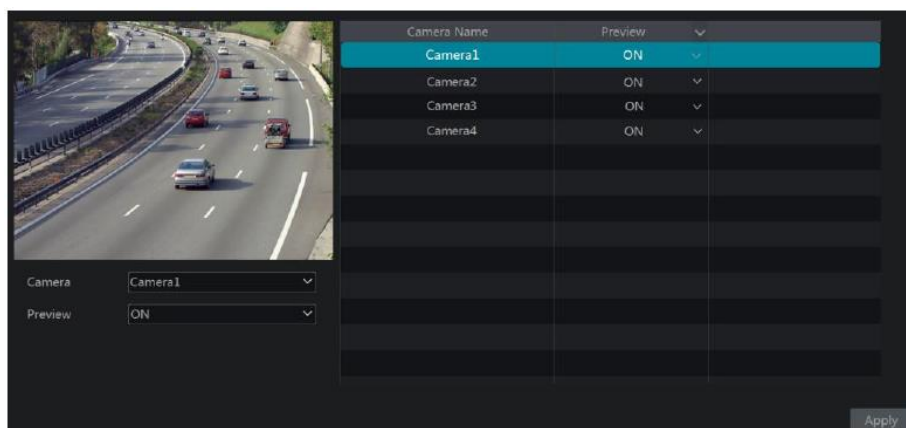 Camera Name Preview
Camera1 ON
Camera2 ON
Camera3 ON
Camera4 ON
Camera Camera1
Preview ON
Apply